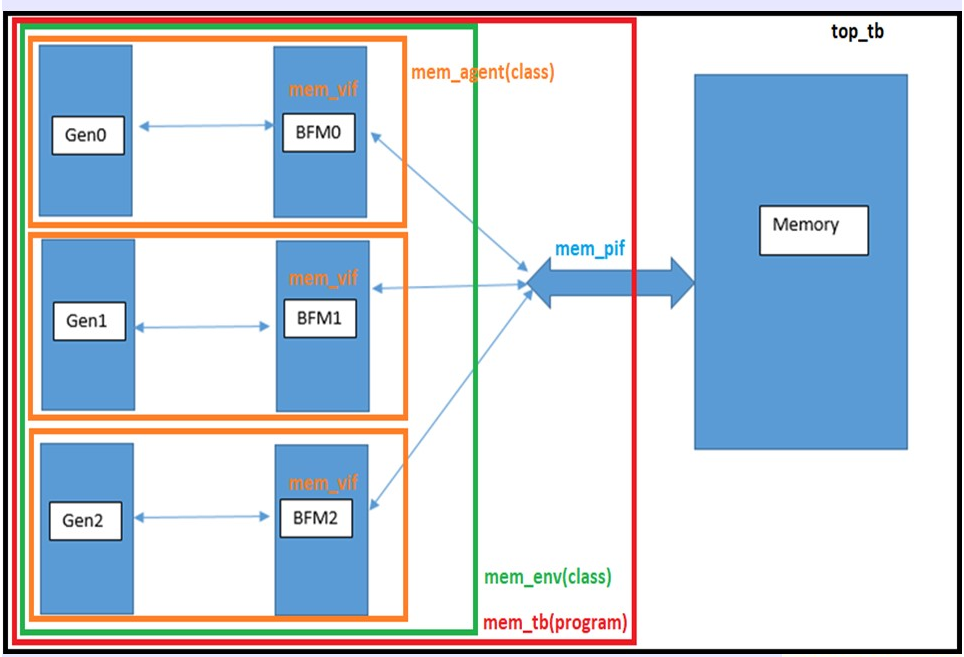 top_tb
mem_agent(class)
mem_vif
Gen0
BFM0
mem_pif
Memory
mem_vif
Gen1
BFM1
mem_vif
Gen2
BFM2
mem_env(class)
mem_tb(program)